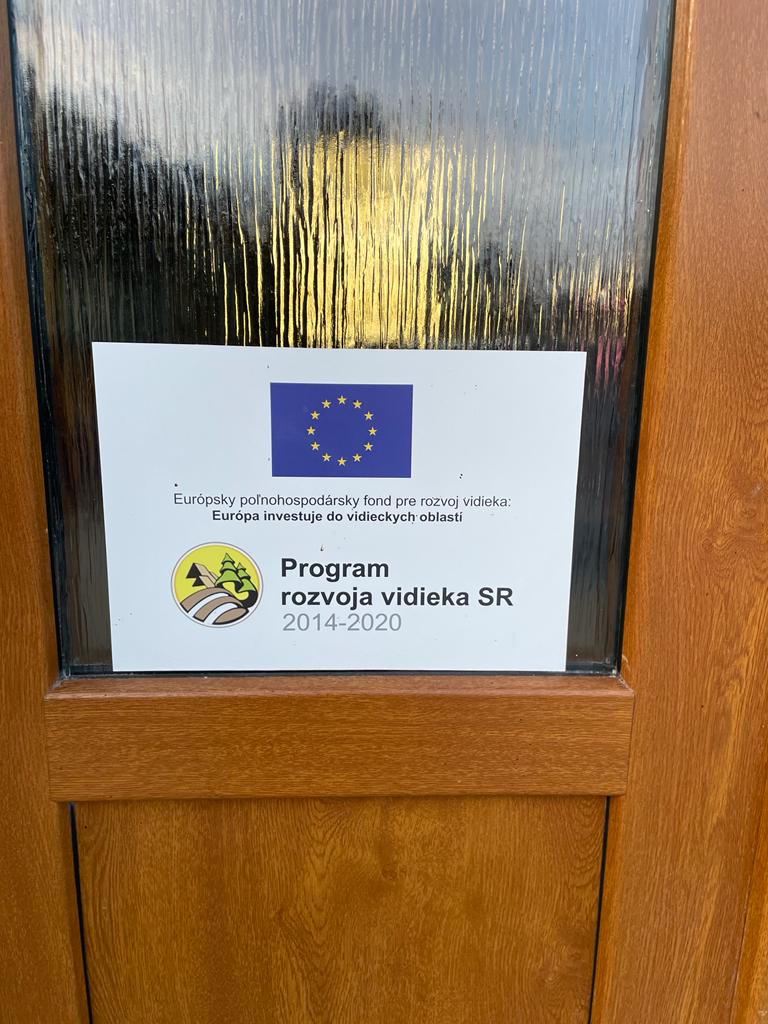 Európsky poľnohospodársky fond pre rozvoj vidieka:
Európa investuje do vidieckych oblastí
Program
rozvoja vidieka SR
2014-2020